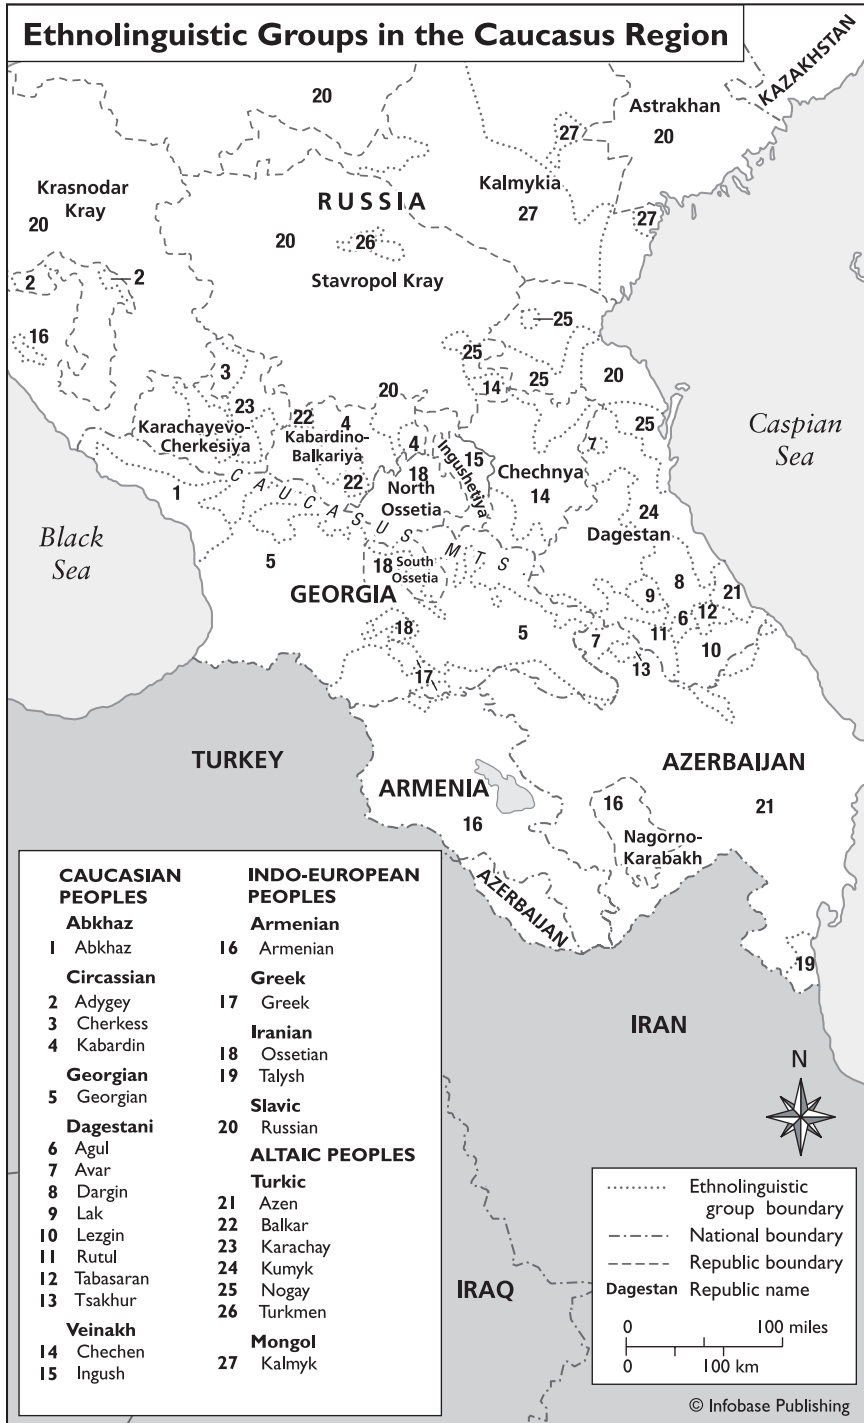 Ethnolinguistic Groups in the Caucasus Region
KAZAKHSTAN
20
Astrakhan
27
20
Krasnodar
Kray
Kalmykia
RUSSIA
27
27
20
20
26
Stavropol Kray
2
2
25
16
25
3
20
14
25
20
23
22
4
25
Karachayevo-
Cherkesiya
Kabardino-
Balkariya
4
7
Caspian
Sea
Ingushetiya
15
18
Chechnya
1
22
North
Ossetia
14
24
CAUCASUS MTS
Dagestan
Black
Sea
5
18
South
Ossetia
8
GEORGIA
9
21
12
6
18
5
7
11
10
13
17
TURKEY
AZERBAIJAN
ARMENIA
16
21
16
Nagorno-
Karabakh
AZERBAIJAN
19
IRAN
N
IRAQ
CAUCASIAN
PEOPLES
Abkhaz
1 Abkhaz
Circassian
2 Adygey
3 Cherkess
4 Kabardin
Georgian
5 Georgian
Dagestani
6 Agul
7 Avar
8 Dargin
9 Lak
10 Lezgin
11 Rutul
12 Tabasaran
13 Tsakhur
Veinakh
14 Chechen
15 Ingush
INDO-EUROPEAN
PEOPLES
Armenian
16 Armenian
Greek
17 Greek
Iranian
18 Ossetian
19 Talysh
Slavic
20 Russian
ALTAIC PEOPLES
Turkic
21 Azen
22 Balkar
23 Karachay
24 Kumyk
25 Nogay
26 Turkmen
Mongol
27 Kalmyk
Ethnolinguistic
group boundary
National boundary
Republic boundary
Dagestan Republic name
0 100 miles
0 100 km
© Infobase Publishing